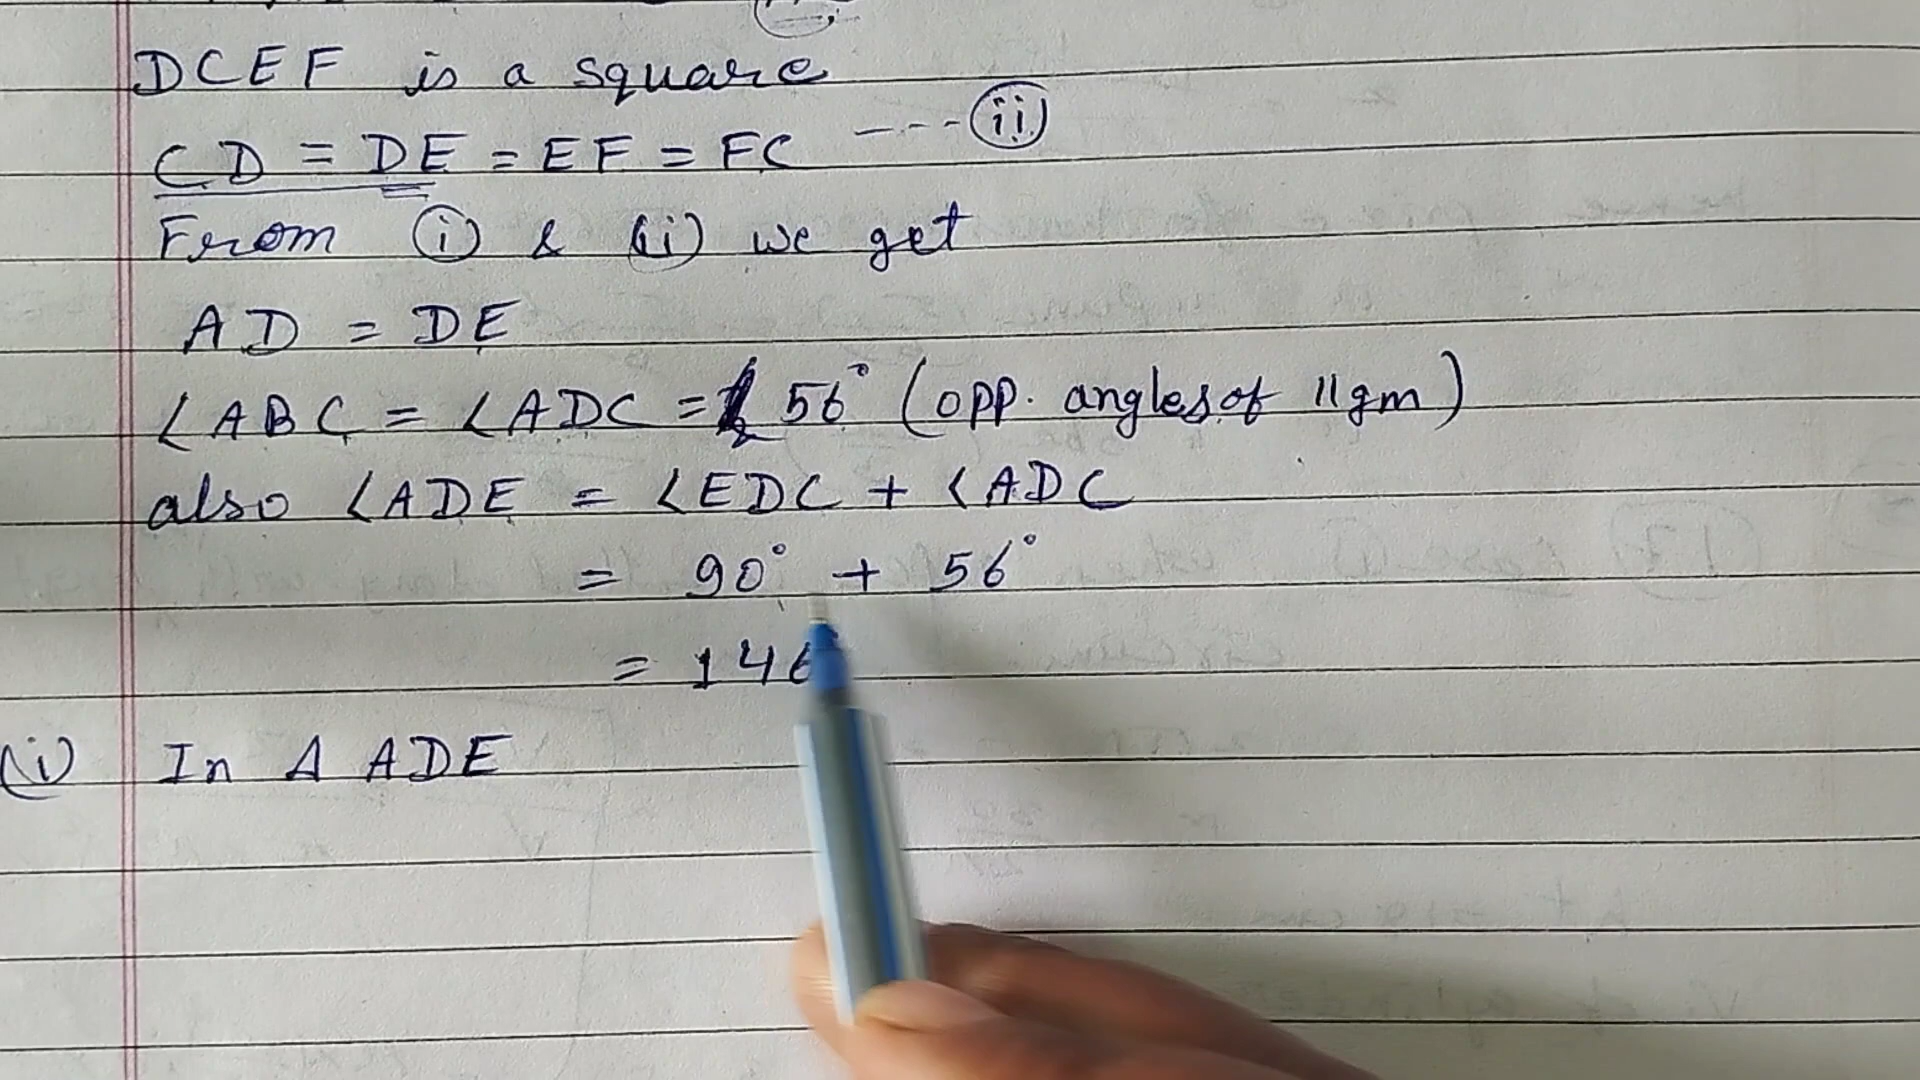 DCEF is a square
CD = DE = EF = FC ---(ii)
From (i) & (ii) we get
AD = DE
∠ABC = ∠ADC = 56° (opp. angles of ||gm)
also ∠ADE = ∠EDC + ∠ADC
= 90° + 56°
= 146
(i) In Δ ADE